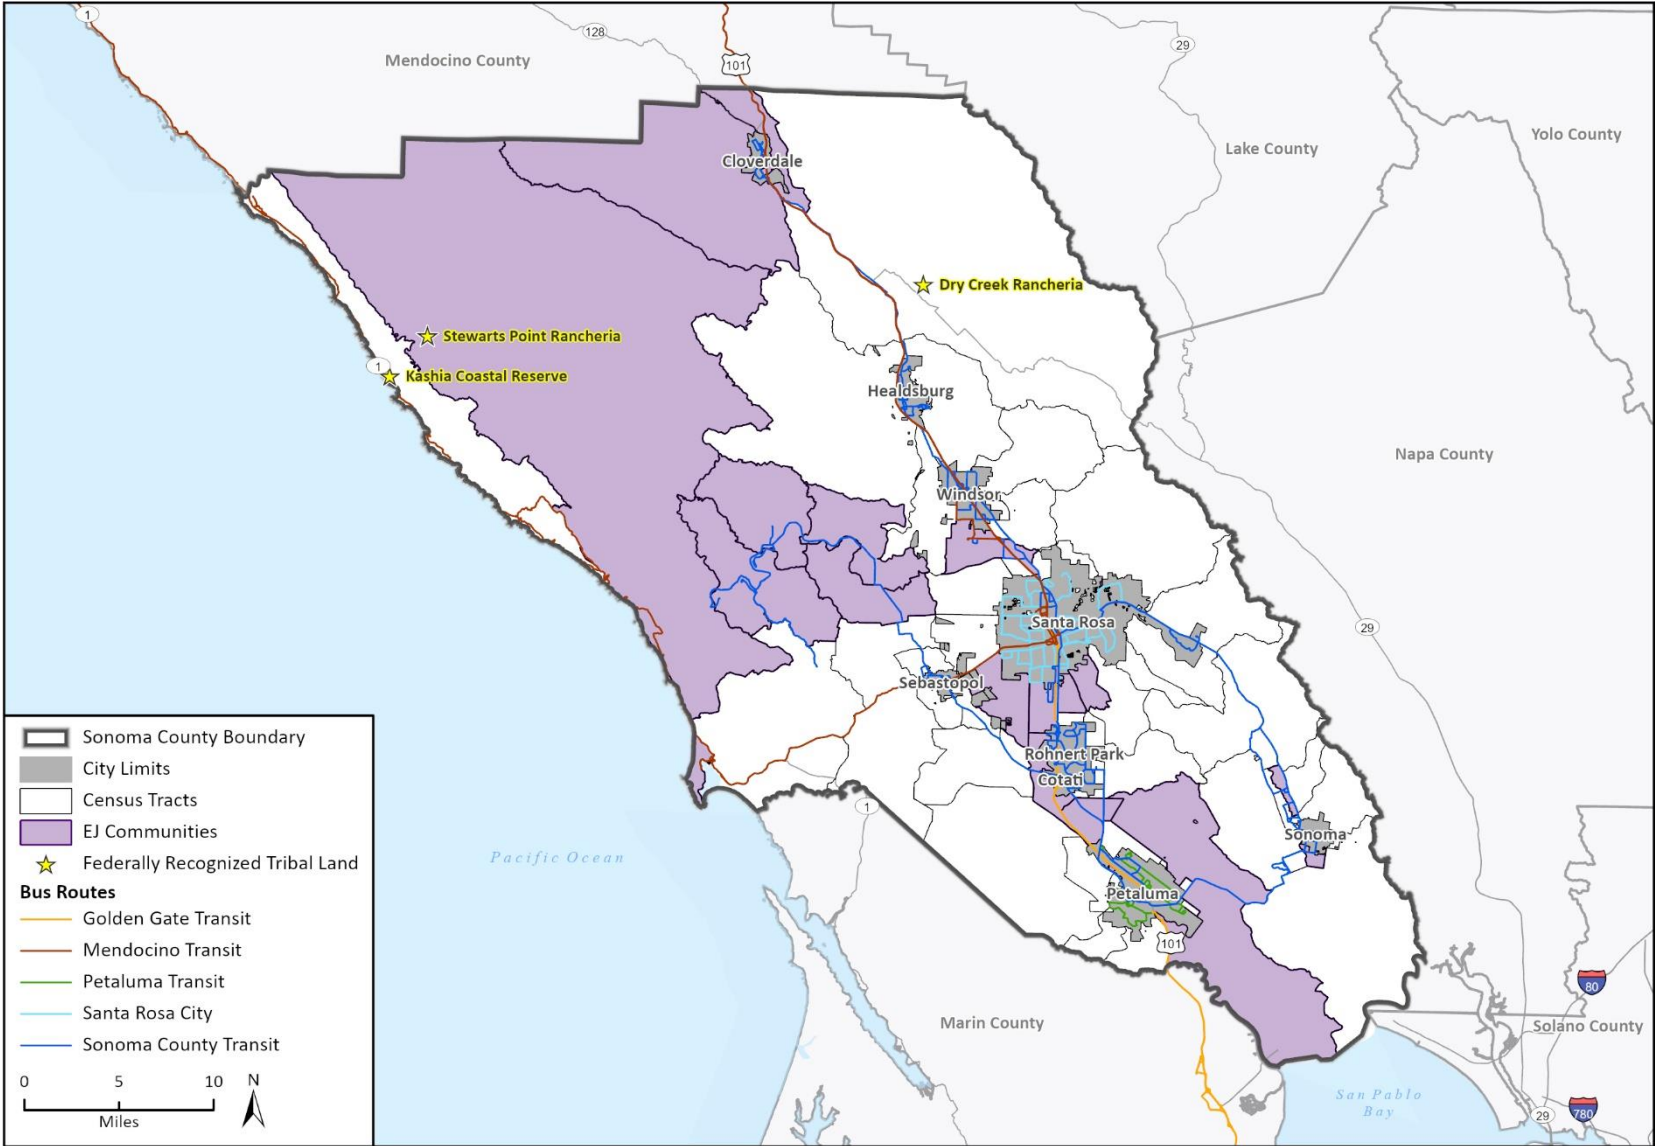 1
128
29
Mendocino County
101
Yolo County
Lake County
Cloverdale
Dry Creek Rancheria
Stewarts Point Rancheria
1
Kashia Coastal Reserve
Healdsburg
Napa County
Windsor
Santa Rosa
29
Sebastopol
Rohnert Park
Cotati
1
Sonoma
Pacific Ocean
Petaluma
101
80
Marin County
Solano County
San Pablo
Bay
29
780
Sonoma County Boundary
City Limits
Census Tracts
EJ Communities
Federally Recognized Tribal Land
Bus Routes
Golden Gate Transit
Mendocino Transit
Petaluma Transit
Santa Rosa City
Sonoma County Transit
0 5 10 N
Miles